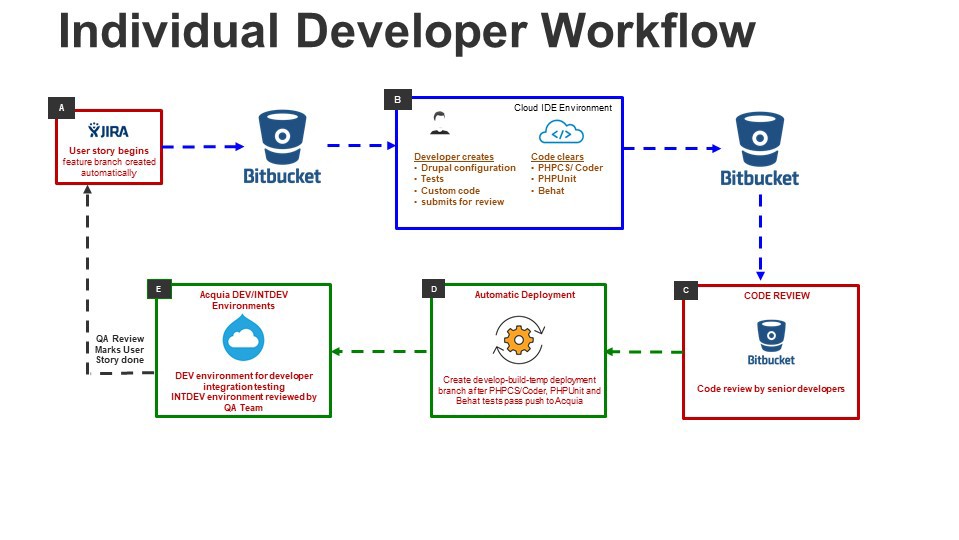 Individual Developer Workflow
A
JIRA
User story begins
feature branch created
automatically
Bitbucket
B
Cloud IDE Environment
Developer creates
• Drupal configuration
• Tests
• Custom code
• submits for review
Code clears
• PHPCS/ Coder
• PHPUnit
• Behat
</>
Bitbucket
C
CODE REVIEW
Bitbucket
Code review by senior developers
D
Automatic Deployment
Create develop-build-temp deployment
branch after PHPCS/Coder, PHPUnit and
Behat tests pass push to Acquia
E
Acquia DEV/INTDEV
Environments
DEV environment for developer
integration testing
INTDEV environment reviewed by
QA Team
QA Review
Marks User
Story done